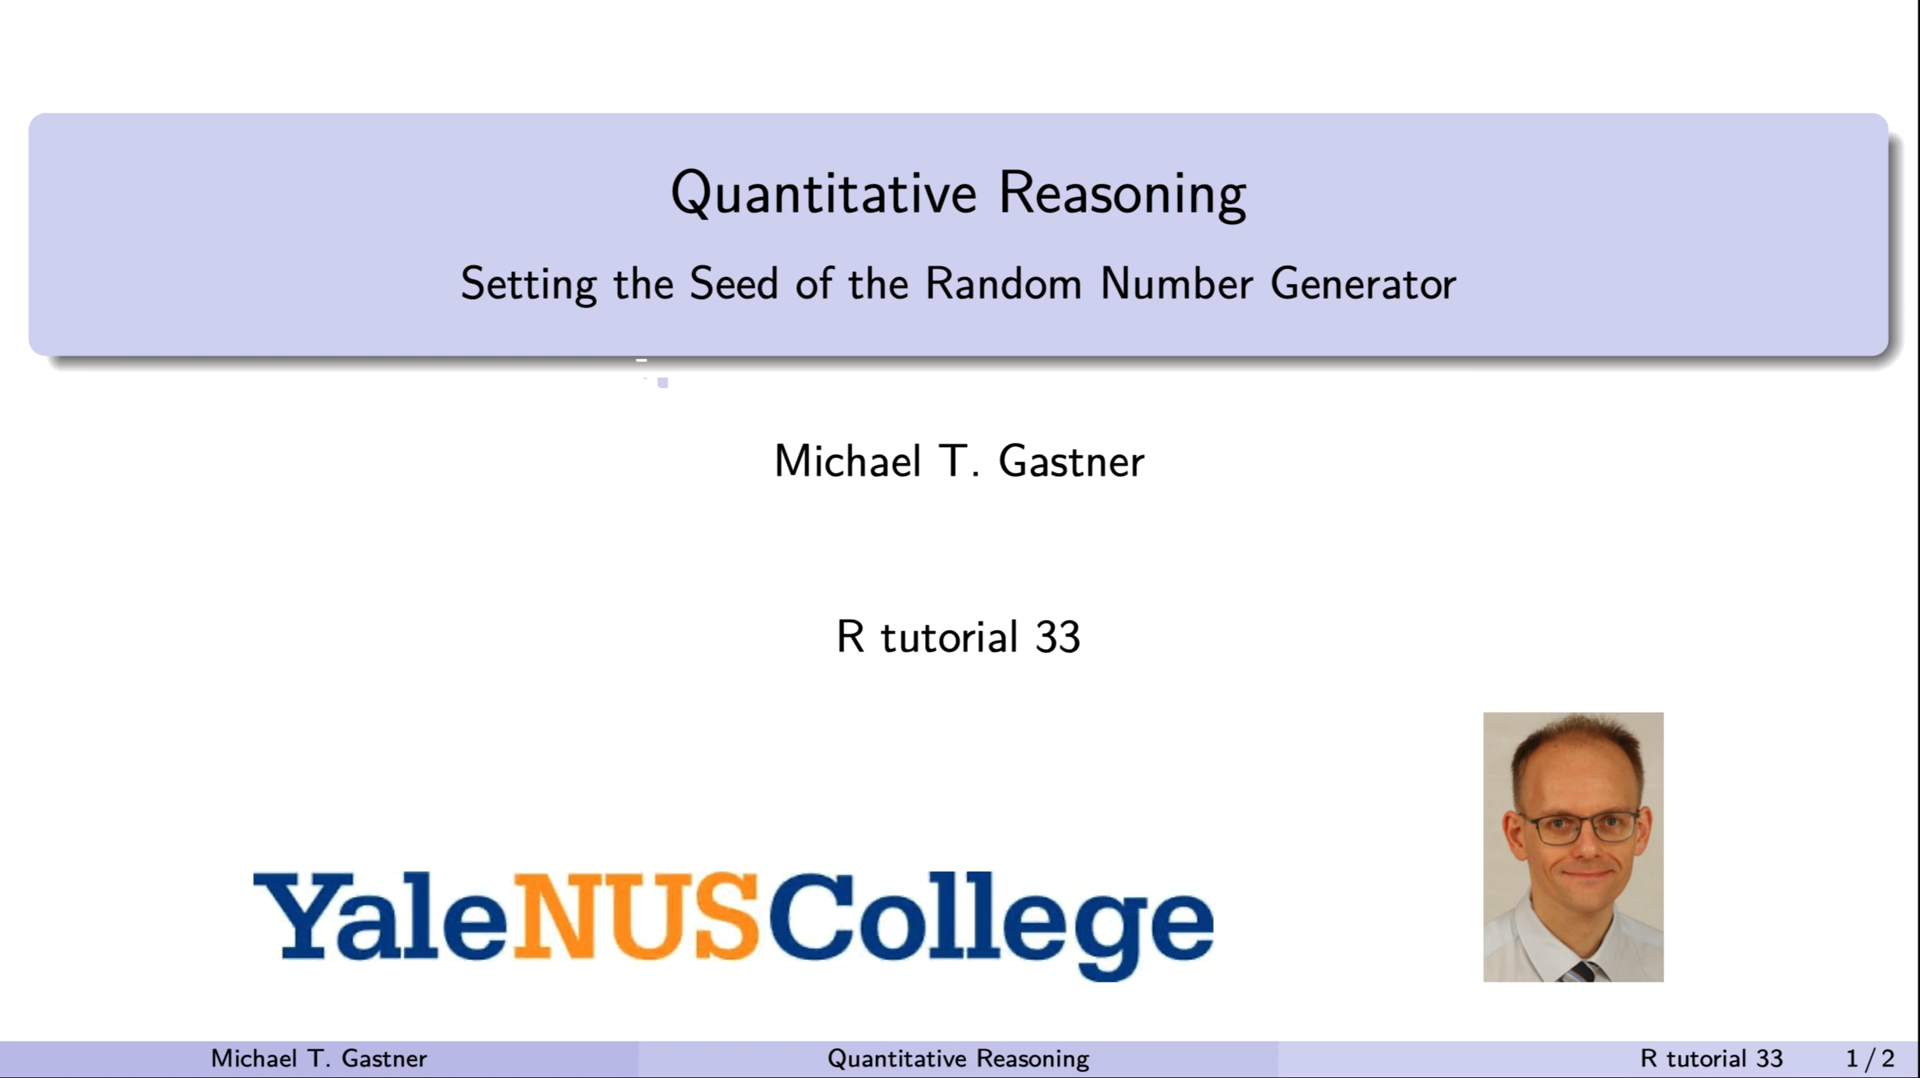 Quantitative Reasoning
Setting the Seed of the Random Number Generator
Michael T. Gastner
R tutorial 33
YaleNUSCollege
Michael T. Gastner
Quantitative Reasoning
R tutorial 33
1 / 2